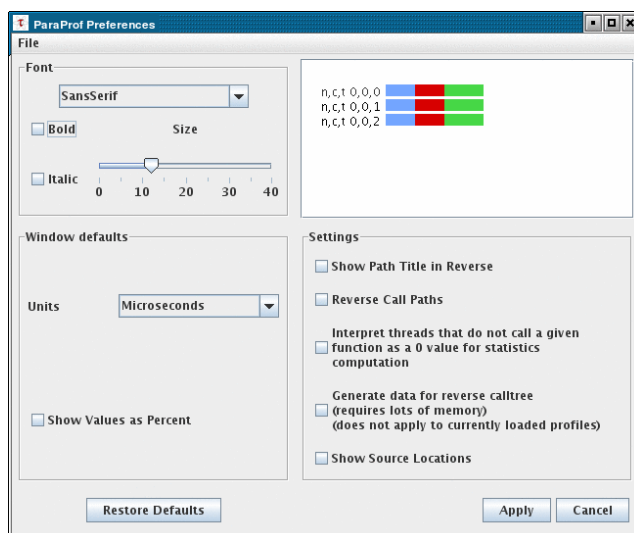 τ ParaProf Preferences
File
Font
SansSerif
Bold
Size
Italic
0 10 20 30 40
n,c,t 0,0,0
n,c,t 0,0,1
n,c,t 0,0,2
Window defaults
Units
Microseconds
Show Values as Percent
Settings
Show Path Title in Reverse
Reverse Call Paths
Interpret threads that do not call a given
function as a 0 value for statistics
computation
Generate data for reverse calltree
(requires lots of memory)
(does not apply to currently loaded profiles)
Show Source Locations
Restore Defaults
Apply
Cancel